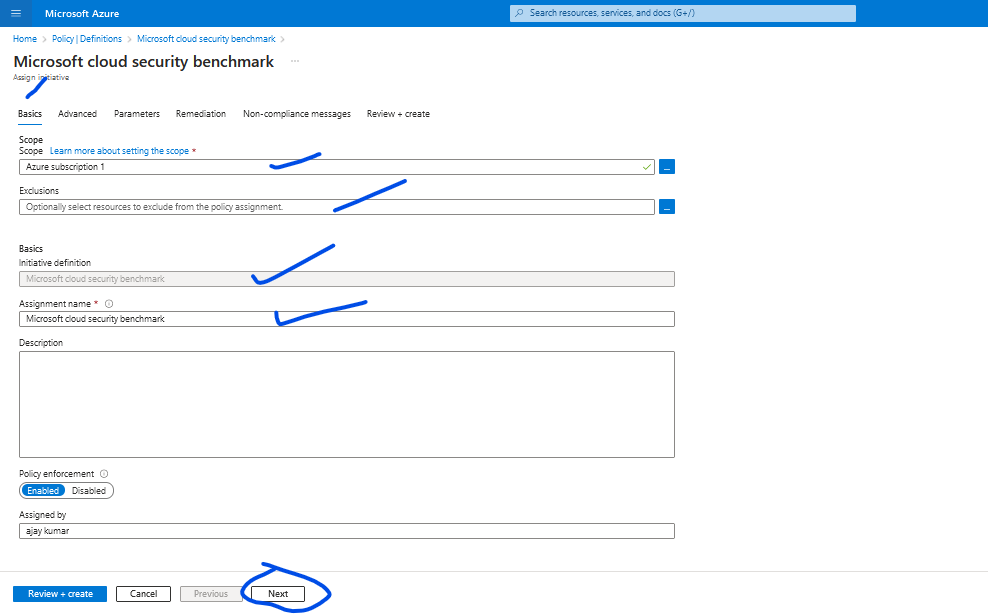 Microsoft Azure
Search resources, services, and docs (G+/)
Home > Policy | Definitions > Microsoft cloud security benchmark >
Microsoft cloud security benchmark ...
Assign initiative
Basics Advanced Parameters Remediation Non-compliance messages Review + create
Scope
Scope Learn more about setting the scope *
Azure subscription 1
Exclusions
Optionally select resources to exclude from the policy assignment.
Basics
Initiative definition
Microsoft cloud security benchmark
Assignment name *
Microsoft cloud security benchmark
Description
Policy enforcement
Enabled Disabled
Assigned by
ajay kumar
Review + create Cancel Previous Next